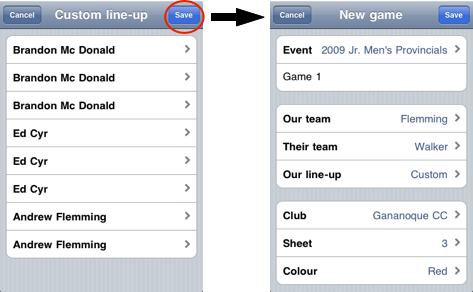 Cancel Custom line-up Save
Brandon Mc Donald
Brandon Mc Donald
Brandon Mc Donald
Ed Cyr
Ed Cyr
Ed Cyr
Andrew Flemming
Andrew Flemming
Cancel New game Save
Event 2009 Jr. Men's Provincials
Game 1
Our team Flemming
Their team Walker
Our line-up Custom
Club Gananoque CC
Sheet 3
Colour Red